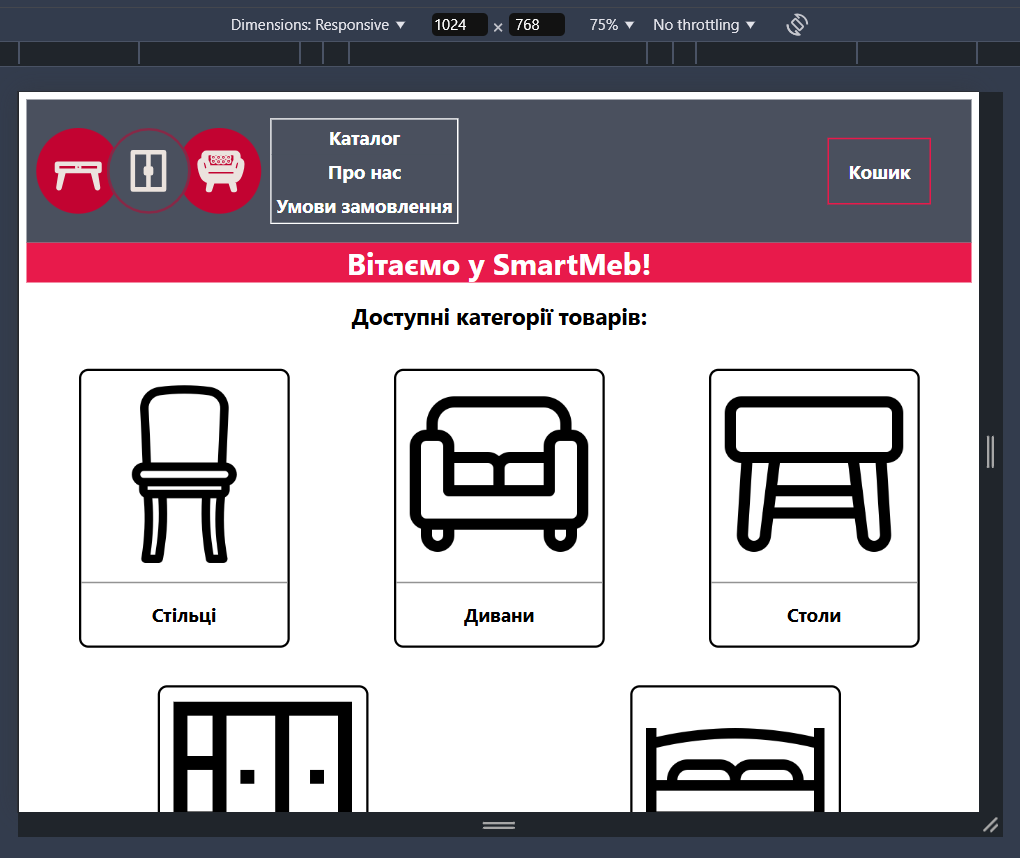 Dimensions: Responsive ▼ 1024 × 768 75% ▼ No throttling ▼
Каталог
Про нас
Умови замовлення
Кошик
Вітаємо у SmartMeb!
Доступні категорії товарів:
Стільці
Дивани
Столи